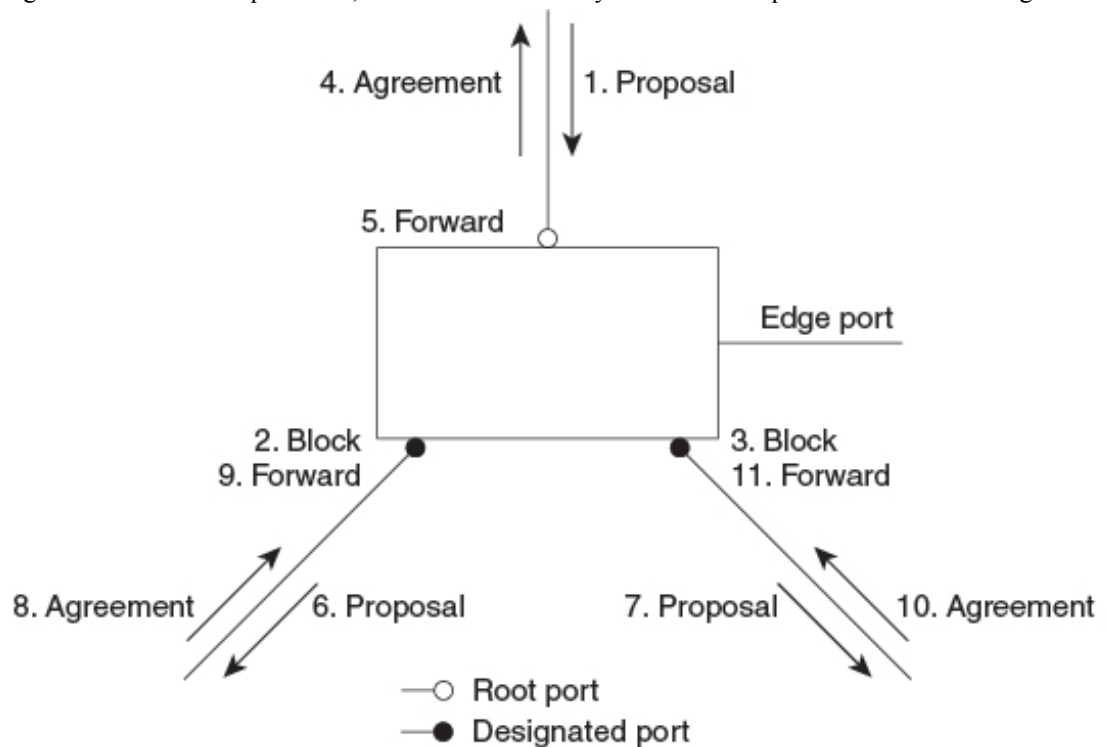 4. Agreement
1. Proposal
5. Forward
Edge port
2. Block
9. Forward
3. Block
11. Forward
8. Agreement
6. Proposal
7. Proposal
10. Agreement
Root port
Designated port